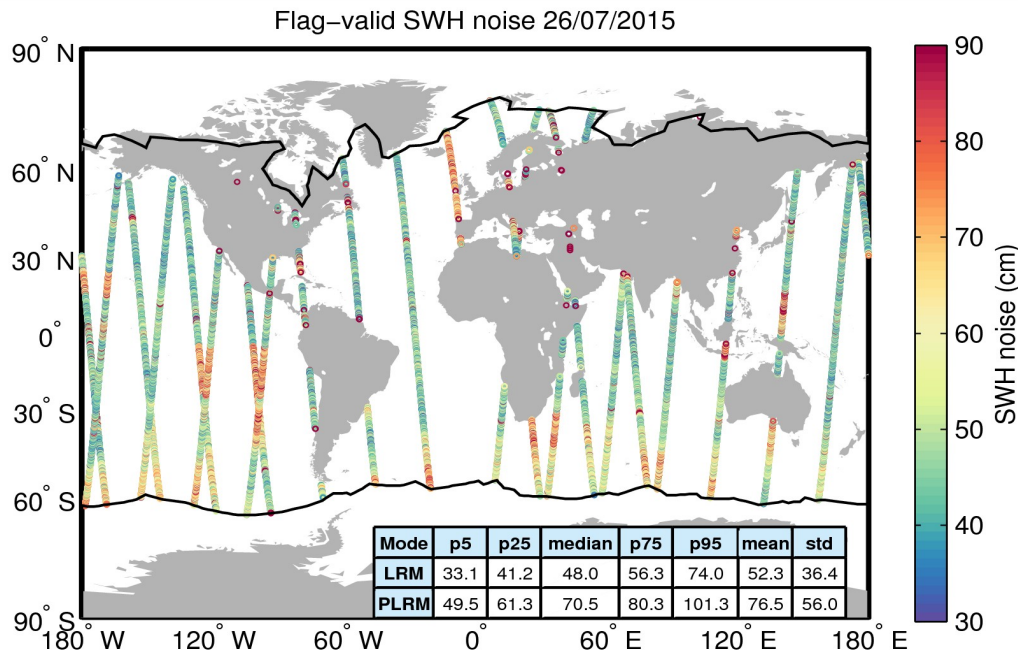 Flag−valid SWH noise 26/07/2015
90° N
60° N
30° N
0°
30° S
60° S
90° S
180° W
120° W
60° W
0°
60° E
120° E
180° E
Mode p5 p25 median p75 p95 mean std
LRM 33.1 41.2 48.0 56.3 74.0 52.3 36.4
PLRM 49.5 61.3 70.5 80.3 101.3 76.5 56.0
90
80
70
60
50
40
30
SWH noise (cm)